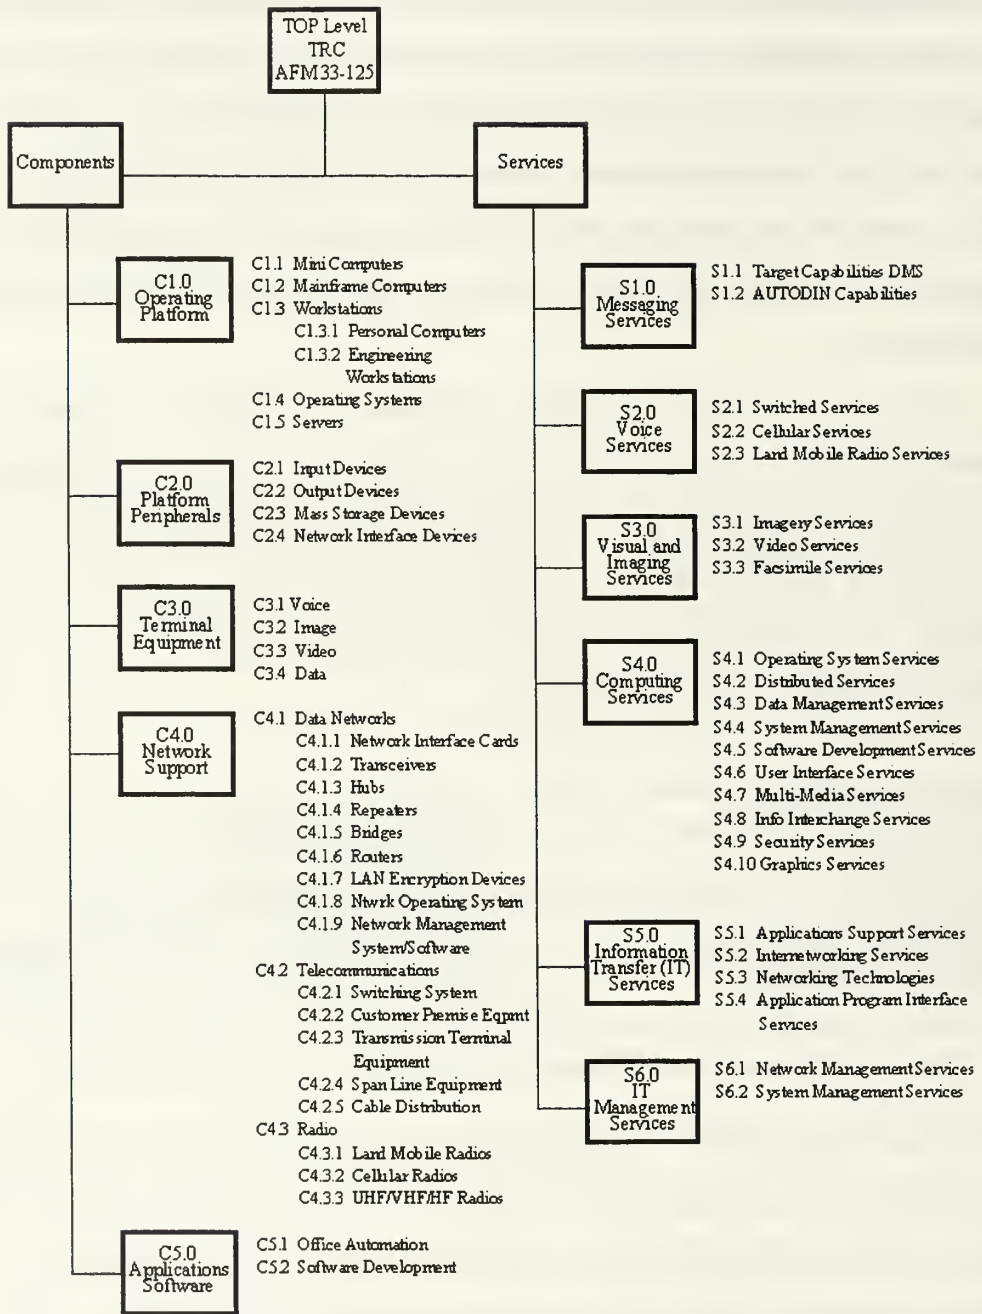 TOP Level
TRC
AFM33-125
Components
Services
C1.0
Operating
Platform
C1.1 Mini Computers
C1.2 Mainframe Computers
C1.3 Workstations
C1.3.1 Personal Computers
C1.3.2 Engineering
Workstations
C1.4 Operating Systems
C1.5 Servers
C2.0
Platform
Peripherals
C2.1 Input Devices
C2.2 Output Devices
C2.3 Mass Storage Devices
C2.4 Network Interface Devices
C3.0
Terminal
Equipment
C3.1 Voice
C3.2 Image
C3.3 Video
C3.4 Data
C4.0
Network
Support
C4.1 Data Networks
C4.1.1 Network Interface Cards
C4.1.2 Transceivers
C4.1.3 Hubs
C4.1.4 Repeaters
C4.1.5 Bridges
C4.1.6 Routers
C4.1.7 LAN Encryption Devices
C4.1.8 Ntwrk Operating System
C4.1.9 Network Management
System/Software
C4.2 Telecommunications
C4.2.1 Switching System
C4.2.2 Customer Premise Eqpmt
C4.2.3 Transmission Terminal
Equipment
C4.2.4 Span Line Equipment
C4.2.5 Cable Distribution
C4.3 Radio
C4.3.1 Land Mobile Radios
C4.3.2 Cellular Radios
C4.3.3 UHF/VHF/HF Radios
C5.0
Applications
Software
C5.1 Office Automation
C5.2 Software Development
S1.0
Messaging
Services
S1.1 Target Capabilities DMS
S1.2 AUTODIN Capabilities
S2.0
Voice
Services
S2.1 Switched Services
S2.2 Cellular Services
S2.3 Land Mobile Radio Services
S3.0
Visual and
Imaging
Services
S3.1 Imagery Services
S3.2 Video Services
S3.3 Facsimile Services
S4.0
Computing
Services
S4.1 Operating System Services
S4.2 Distributed Services
S4.3 Data Management Services
S4.4 System Management Services
S4.5 Software Development Services
S4.6 User Interface Services
S4.7 Multi-Media Services
S4.8 Info Interchange Services
S4.9 Security Services
S4.10 Graphics Services
S5.0
Information
Transfer (IT)
Services
S5.1 Applications Support Services
S5.2 Internetworking Services
S5.3 Networking Technologies
S5.4 Application Program Interface
Services
S6.0
IT
Management
Services
S6.1 Network Management Services
S6.2 System Management Services